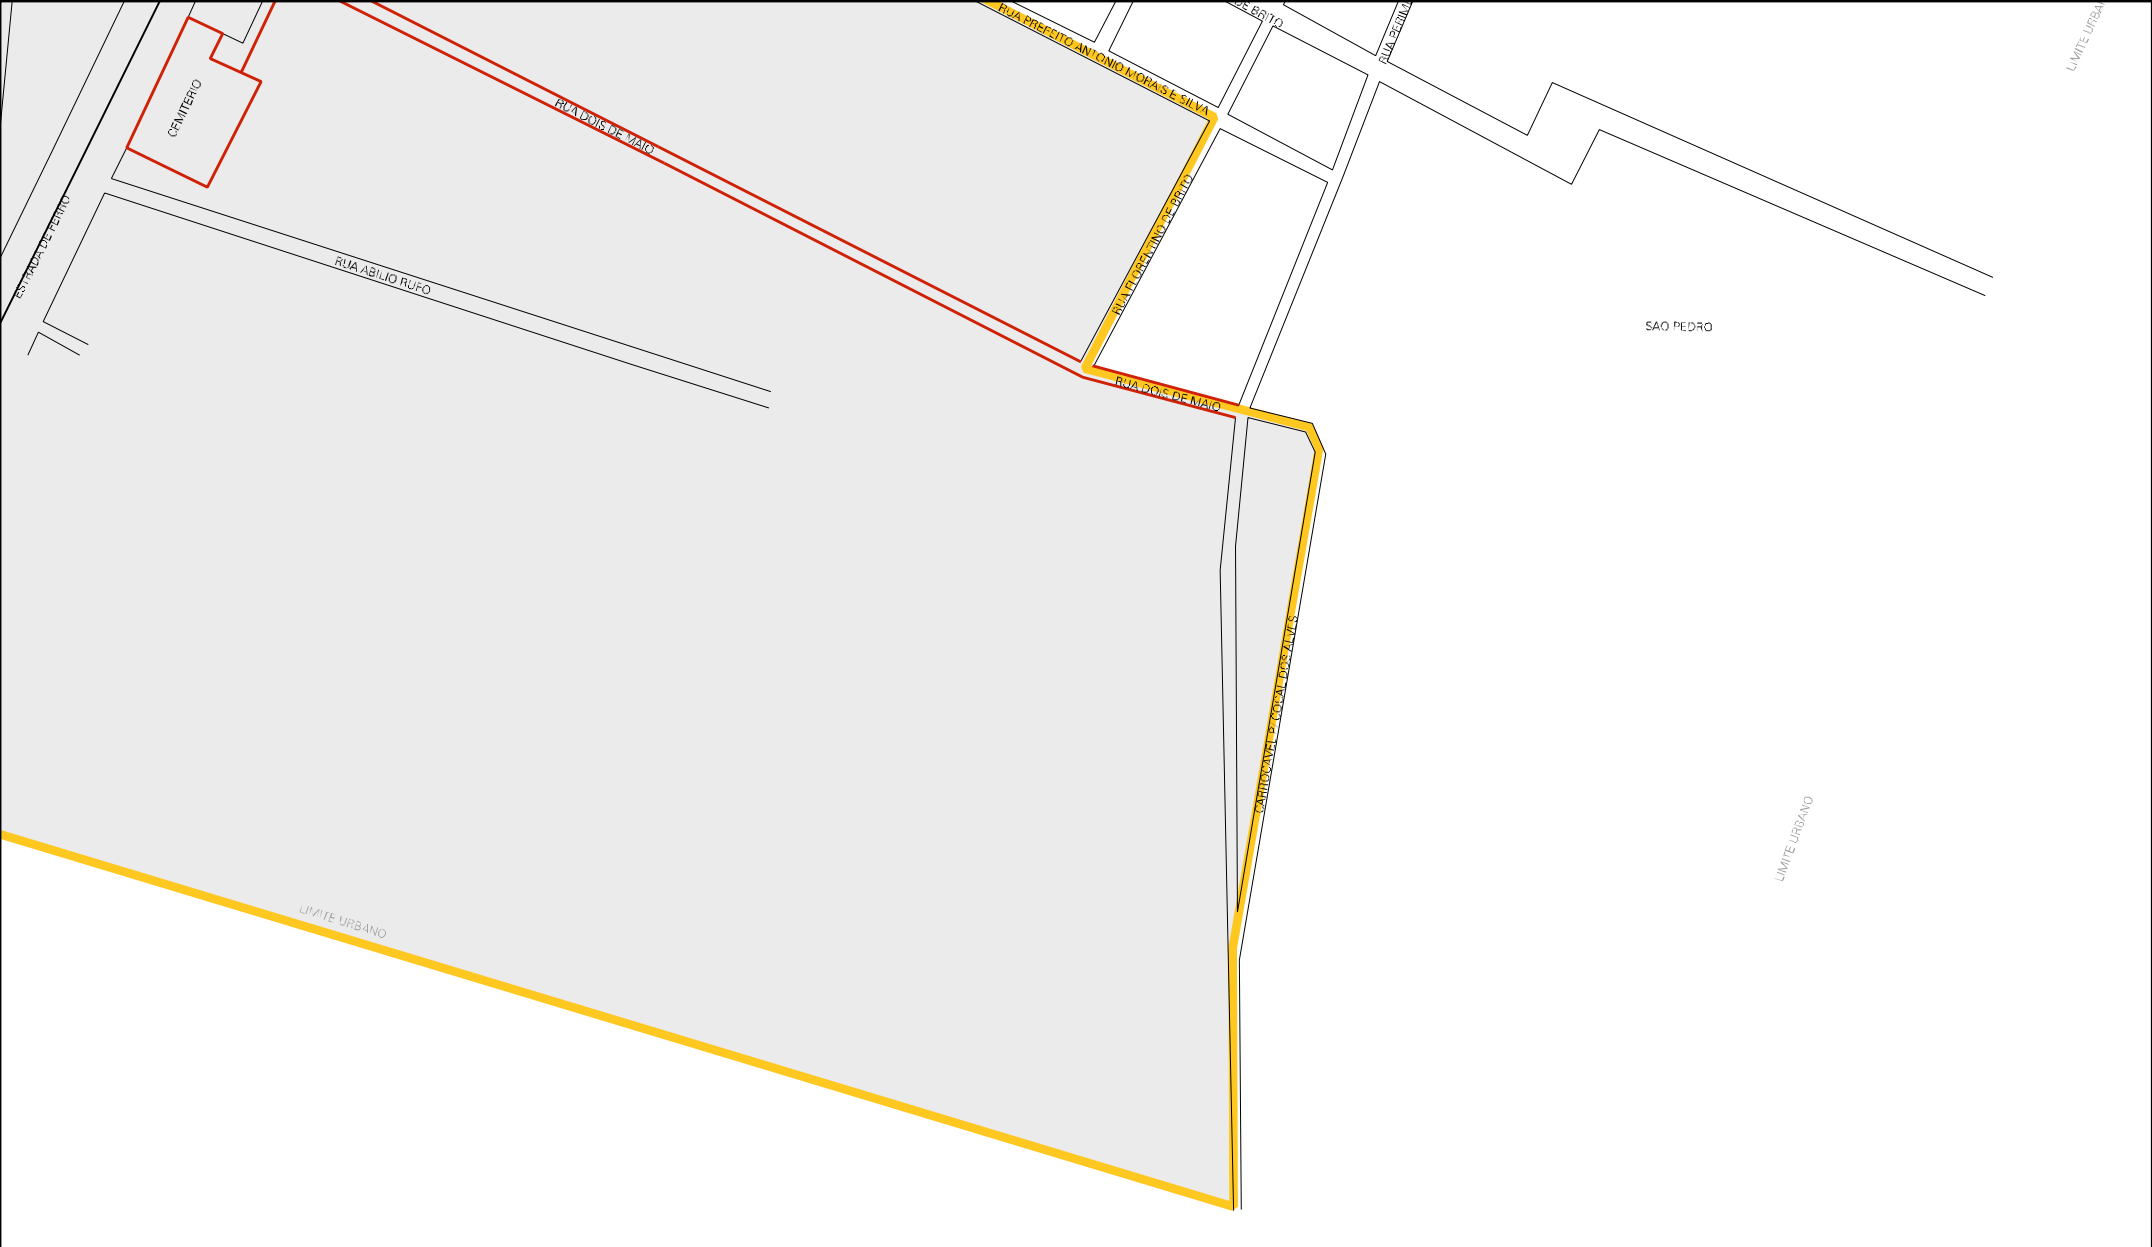 RUA PREFEITO ANTONIO MORAIS E SILVA
DE BRITO
RUA PERIM
LIMITE URBA
CEMITERIO
RUA DOIS DE MAIO
ESTRADA DE FERRO
RUA ABILIO RUFO
RUA FLORENTINO DE BRITO
SAO PEDRO
RUA DOIS DE MAIO
CARROCAVEL P/ COCAL DOS ALVES
LIMITE URBANO
LIMITE URBANO